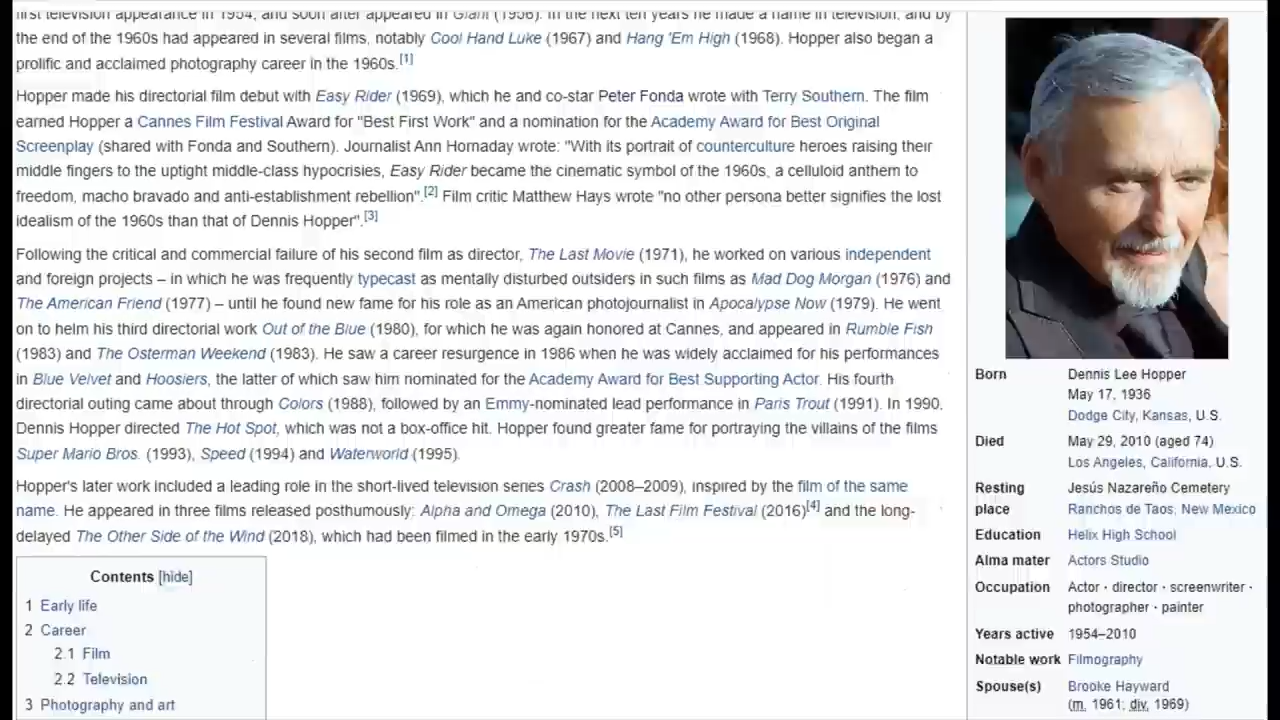 first television appearance in 1954, and soon after appeared in Giant (1956). In the next ten years he made a name in television, and by
the end of the 1960s had appeared in several films, notably Cool Hand Luke (1967) and Hang 'Em High (1968). Hopper also began a
prolific and acclaimed photography career in the 1960s.[1]
Hopper made his directorial film debut with Easy Rider (1969), which he and co-star Peter Fonda wrote with Terry Southern. The film
earned Hopper a Cannes Film Festival Award for "Best First Work" and a nomination for the Academy Award for Best Original
Screenplay (shared with Fonda and Southern). Journalist Ann Hornaday wrote: "With its portrait of counterculture heroes raising their
middle fingers to the uptight middle-class hypocrisies, Easy Rider became the cinematic symbol of the 1960s, a celluloid anthem to
freedom, macho bravado and anti-establishment rebellion".[2] Film critic Matthew Hays wrote "no other persona better signifies the lost
idealism of the 1960s than that of Dennis Hopper".[3]
Following the critical and commercial failure of his second film as director, The Last Movie (1971), he worked on various independent
and foreign projects – in which he was frequently typecast as mentally disturbed outsiders in such films as Mad Dog Morgan (1976) and
The American Friend (1977) – until he found new fame for his role as an American photojournalist in Apocalypse Now (1979). He went
on to helm his third directorial work Out of the Blue (1980), for which he was again honored at Cannes, and appeared in Rumble Fish
(1983) and The Osterman Weekend (1983). He saw a career resurgence in 1986 when he was widely acclaimed for his performances
in Blue Velvet and Hoosiers, the latter of which saw him nominated for the Academy Award for Best Supporting Actor. His fourth
directorial outing came about through Colors (1988), followed by an Emmy-nominated lead performance in Paris Trout (1991). In 1990,
Dennis Hopper directed The Hot Spot, which was not a box-office hit. Hopper found greater fame for portraying the villains of the films
Super Mario Bros. (1993), Speed (1994) and Waterworld (1995).
Hopper's later work included a leading role in the short-lived television series Crash (2008–2009), inspired by the film of the same
name. He appeared in three films released posthumously: Alpha and Omega (2010), The Last Film Festival (2016)[4] and the long-
delayed The Other Side of the Wind (2018), which had been filmed in the early 1970s.[5]
Contents [hide]
1 Early life
2 Career
2.1 Film
2.2 Television
3 Photography and art
Born Dennis Lee Hopper
May 17, 1936
Dodge City, Kansas, U.S.
Died May 29, 2010 (aged 74)
Los Angeles, California, U.S.
Resting Jesús Nazareño Cemetery
place Ranchos de Taos, New Mexico
Education Helix High School
Alma mater Actors Studio
Occupation Actor · director · screenwriter ·
photographer · painter
Years active 1954–2010
Notable work Filmography
Spouse(s) Brooke Hayward
(m. 1961; div. 1969)